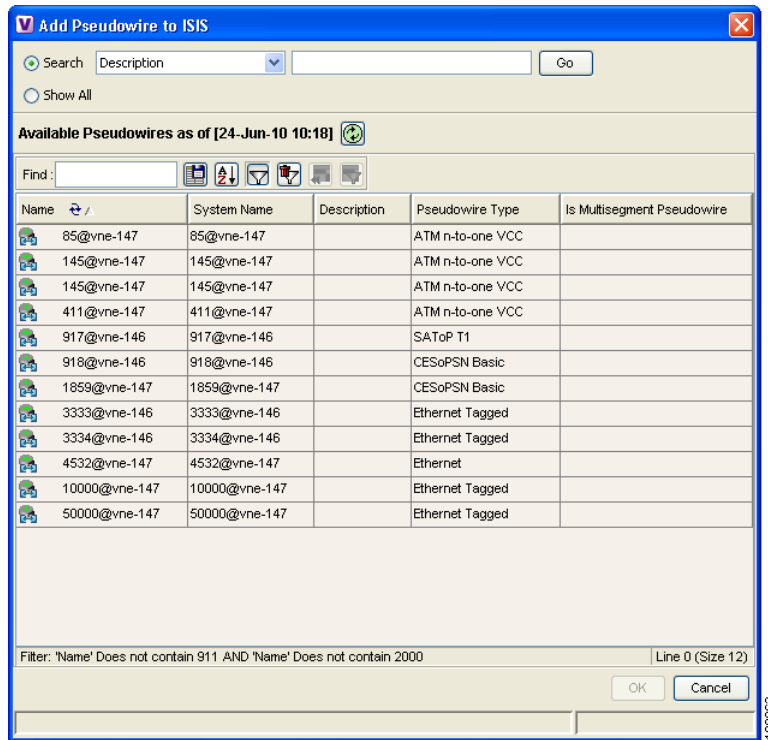 Add Pseudowire to ISIS
Search Description Go
Show All
Available Pseudowires as of [24-Jun-10 10:18]
Find :
Name System Name Description Pseudowire Type Is Multisegment Pseudowire
85@vne-147 85@vne-147 ATM n-to-one VCC
145@vne-147 145@vne-147 ATM n-to-one VCC
145@vne-147 145@vne-147 ATM n-to-one VCC
411@vne-147 411@vne-147 ATM n-to-one VCC
917@vne-146 917@vne-146 SAToP T1
918@vne-146 918@vne-146 CESoPSN Basic
1859@vne-147 1859@vne-147 CESoPSN Basic
3333@vne-146 3333@vne-146 Ethernet Tagged
3334@vne-146 3334@vne-146 Ethernet Tagged
4532@vne-147 4532@vne-147 Ethernet
10000@vne-147 10000@vne-147 Ethernet Tagged
50000@vne-147 50000@vne-147 Ethernet Tagged
Filter: 'Name' Does not contain 911 AND 'Name' Does not contain 2000 Line 0 (Size 12)
OK Cancel